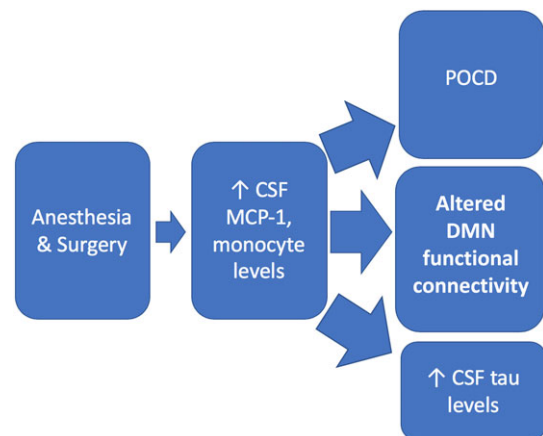 POCD
Anesthesia
& Surgery
↑ CSF
MCP-1,
monocyte
levels
Altered
DMN
functional
connectivity
↑ CSF tau
levels